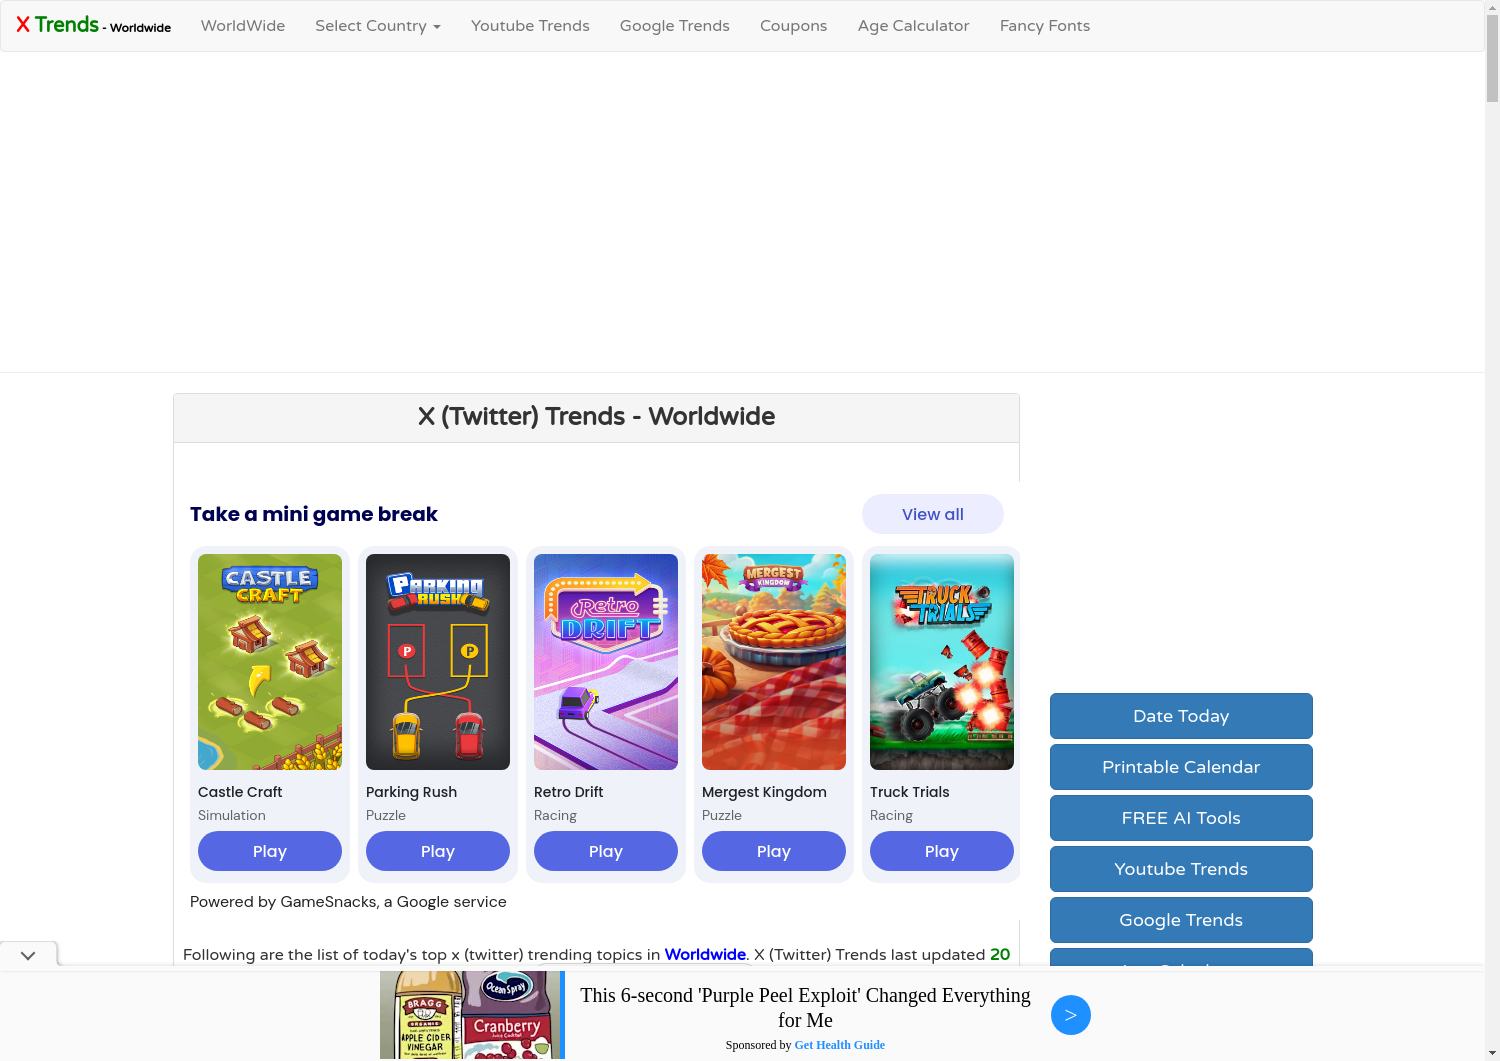 X Trends - Worldwide WorldWide Select Country Youtube Trends Google Trends Coupons Age Calculator Fancy Fonts
X (Twitter) Trends - Worldwide
Take a mini game break
View all
CASTLE CRAFT
PARKING RUSH
P P
Retro DRIFT
MERGEST KINGDOM
TRUCK TRIALS
Castle Craft
Simulation
Play
Parking Rush
Puzzle
Play
Retro Drift
Racing
Play
Mergest Kingdom
Puzzle
Play
Truck Trials
Racing
Play
Powered by GameSnacks, a Google service
Following are the list of today's top x (twitter) trending topics in Worldwide. X (Twitter) Trends last updated 20
Date Today
Printable Calendar
FREE AI Tools
Youtube Trends
Google Trends
BRAGG
ORGANIC
APPLE CIDER
VINEGAR
Ocean Spray
Cranberry
This 6-second 'Purple Peel Exploit' Changed Everything
for Me
Sponsored by Get Health Guide
>